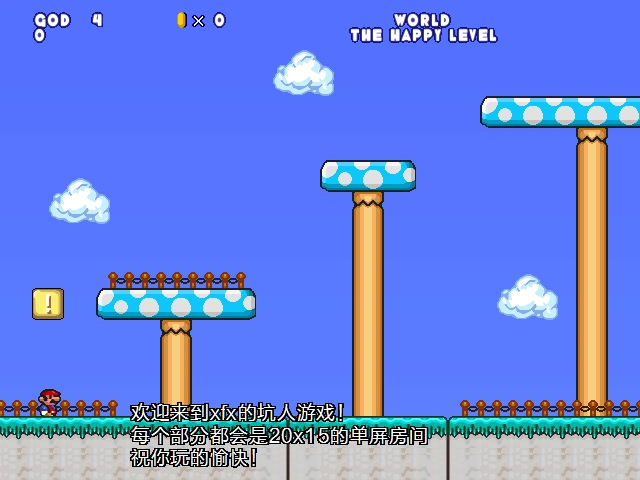 GOD 4 × 0 WORLD
0 THE HAPPY LEVEL
!
欢迎来到xfx的坑人游戏!
每个部分都会是20x15的单屏房间
祝你玩的愉快!